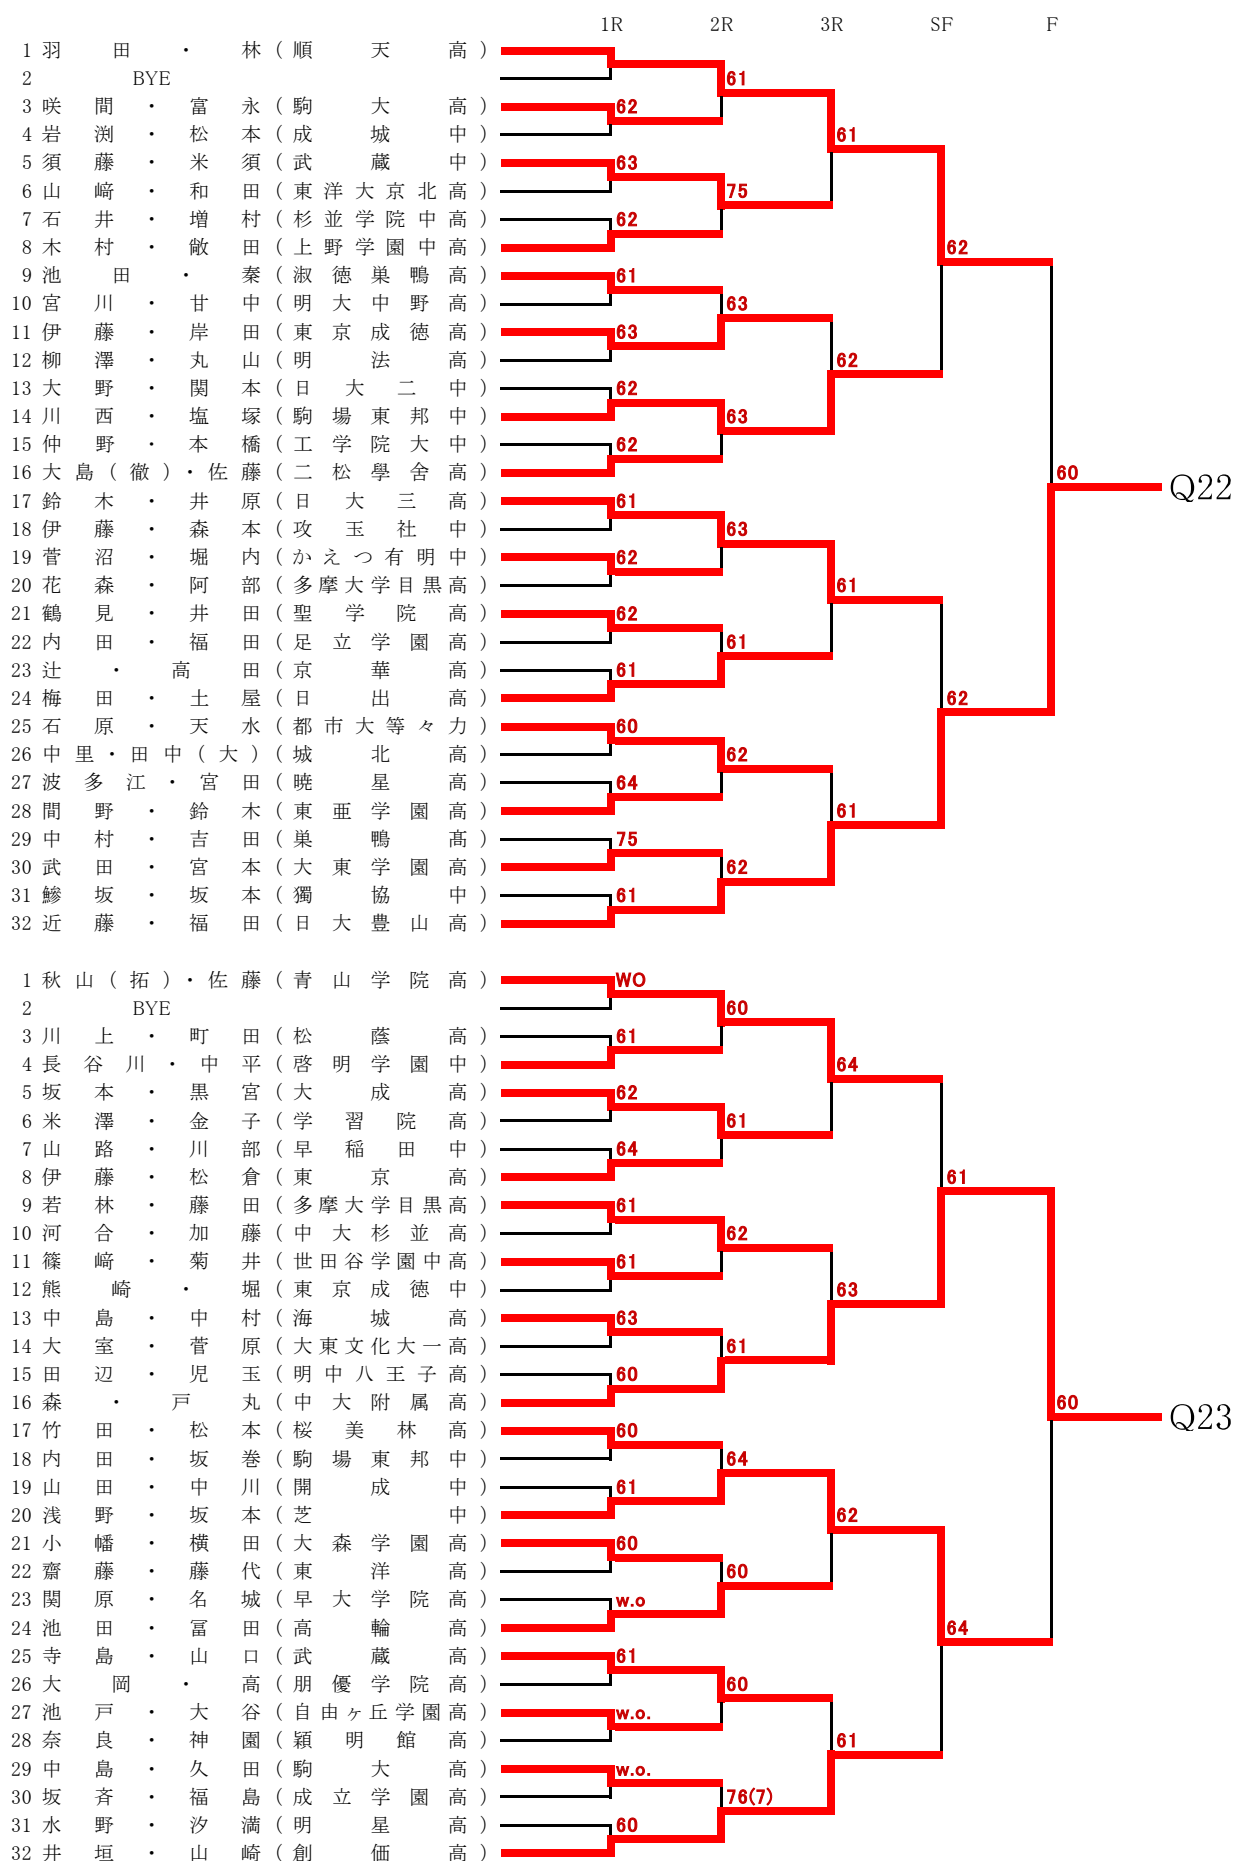 1R 2R 3R SF F
1 羽田・林(順天高)
2 BYE 61
3 咲間・富永(駒大高) 62
4 岩渕・松本(成城中) 61
5 須藤・米須(武蔵中) 63
6 山﨑・和田(東洋大京北高) 75
7 石井・増村(杉並学院中高) 62
8 木村・敵田(上野学園中高) 62
9 池田・秦(淑徳巣鴨高) 61
10 宮川・甘中(明大中野高) 63
11 伊藤・岸田(東京成徳高) 63
12 柳澤・丸山(明法高) 62
13 大野・関本(日大二中) 62
14 川西・塩塚(駒場東邦中) 63
15 仲野・本橋(工学院大中) 62
16 大島(徹)・佐藤(二松學舎高) 60 Q22
17 鈴木・井原(日大三高) 61
18 伊藤・森本(攻玉社中) 63
19 菅沼・堀内(かえつ有明中) 62
20 花森・阿部(多摩大学目黒高) 61
21 鶴見・井田(聖学院高) 62
22 内田・福田(足立学園高) 61
23 辻・高田(京華高) 61
24 梅田・土屋(日出高) 62
25 石原・天水(都市大等々力) 60
26 中里・田中(大)(城北高) 62
27 波多江・宮田(暁星高) 64
28 間野・鈴木(東亜学園高) 61
29 中村・吉田(巣鴨髙) 75
30 武田・宮本(大東学園高) 62
31 鯵坂・坂本(獨協中) 61
32 近藤・福田(日大豊山高)
1 秋山(拓)・佐藤(青山学院高) WO
2 BYE 60
3 川上・町田(松蔭高) 61
4 長谷川・中平(啓明学園中) 64
5 坂本・黒宮(大成高) 62
6 米澤・金子(学習院高) 61
7 山路・川部(早稲田中) 64
8 伊藤・松倉(東京高) 61
9 若林・藤田(多摩大学目黒高) 61
10 河合・加藤(中大杉並高) 62
11 篠﨑・菊井(世田谷学園中高) 61
12 熊崎・堀(東京成徳中) 63
13 中島・中村(海城高) 63
14 大室・菅原(大東文化大一高) 61
15 田辺・児玉(明中八王子高) 60
16 森・戸丸(中大附属高) 60 Q23
17 竹田・松本(桜美林高) 60
18 内田・坂巻(駒場東邦中) 64
19 山田・中川(開成中) 61
20 浅野・坂本(芝中) 62
21 小幡・横田(大森学園高) 60
22 齋藤・藤代(東洋高) 60
23 関原・名城(早大学院高) w.o
24 池田・冨田(高輪高) 64
25 寺島・山口(武蔵高) 61
26 大岡・高(朋優学院高) 60
27 池戸・大谷(自由ヶ丘学園高) w.o.
28 奈良・神園(穎明館高) 61
29 中島・久田(駒大高) w.o.
30 坂斉・福島(成立学園高) 76(7)
31 水野・汐満(明星高) 60
32 井垣・山崎(創価高)